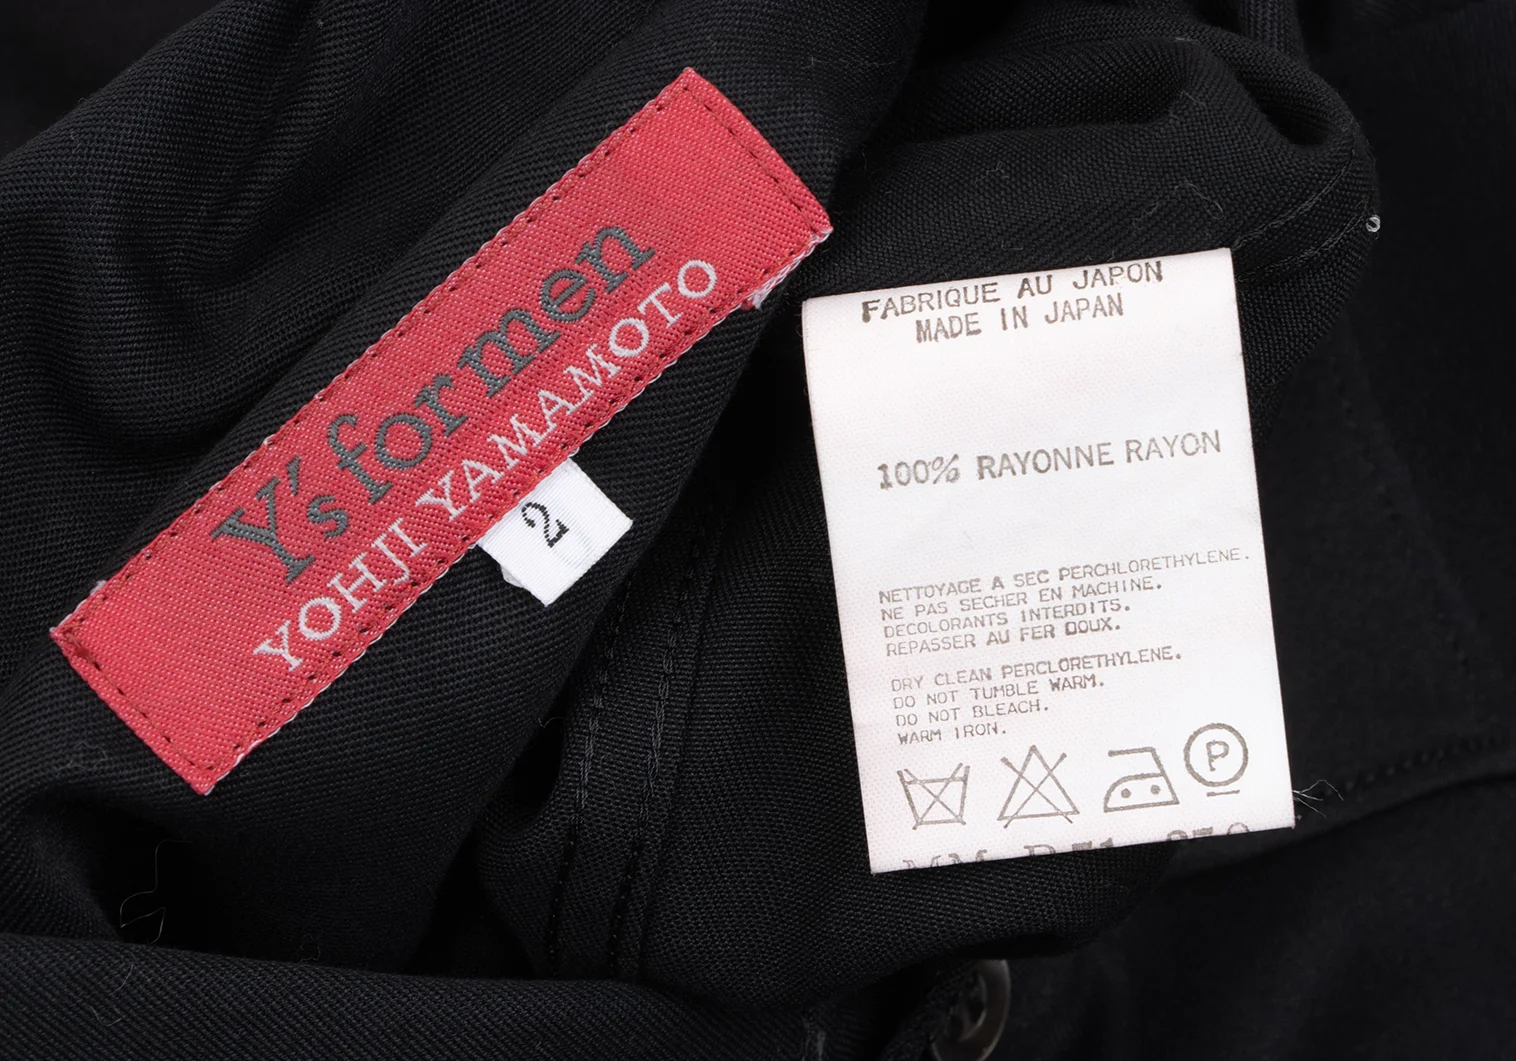 Y's for men
YOHJI YAMAMOTO
2
FABRIQUE AU JAPON
MADE IN JAPAN
100% RAYONNE RAYON
NETTOYAGE A SEC PERCHLORETHYLENE.
NE PAS SECHER EN MACHINE.
DECOLORANTS INTERDITS.
REPASSER AU FER DOUX.
DRY CLEAN PERCLORETHYLENE.
DO NOT TUMBLE WARM.
DO NOT BLEACH.
WARM IRON.
P